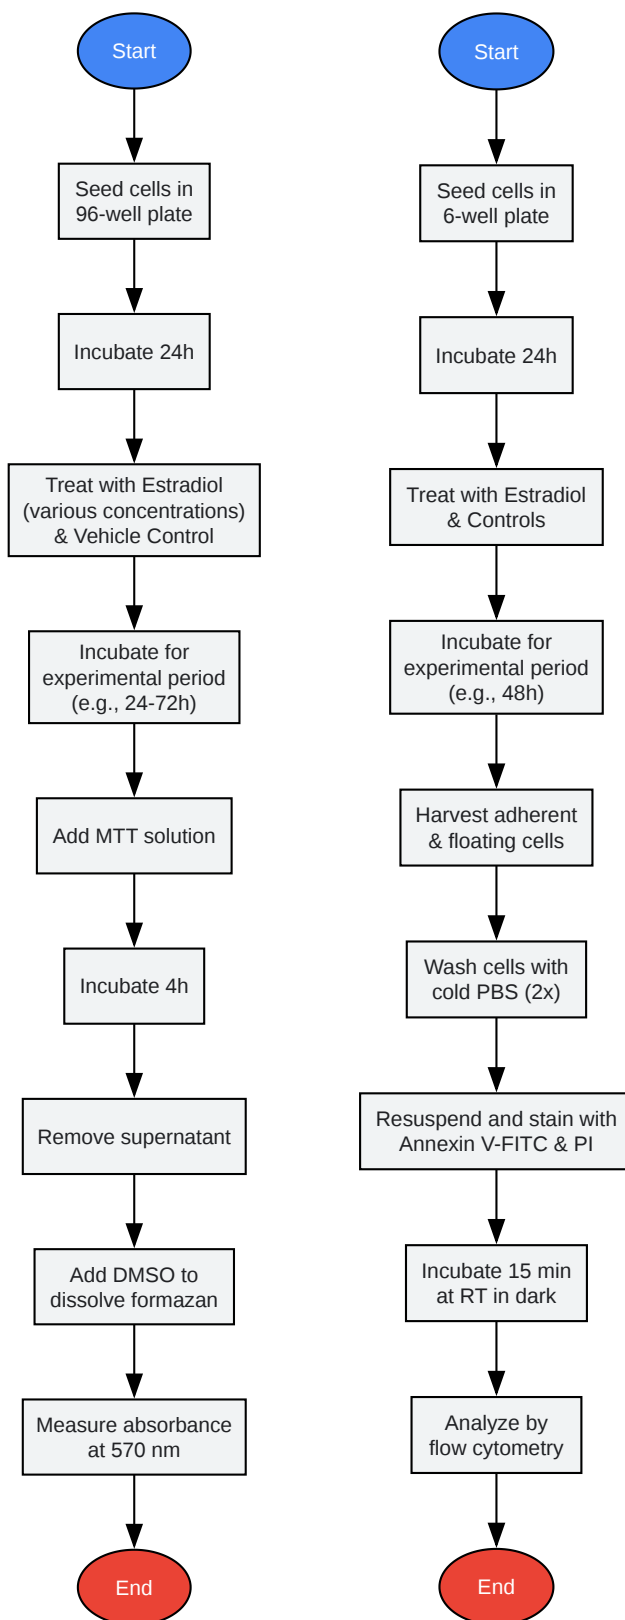 Start
Seed cells in
96-well plate
Incubate 24h
Treat with Estradiol
(various concentrations)
& Vehicle Control
Incubate for
experimental period
(e.g., 24-72h)
Add MTT solution
Incubate 4h
Remove supernatant
Add DMSO to
dissolve formazan
Measure absorbance
at 570 nm
End
Start
Seed cells in
6-well plate
Incubate 24h
Treat with Estradiol
& Controls
Incubate for
experimental period
(e.g., 48h)
Harvest adherent
& floating cells
Wash cells with
cold PBS (2x)
Resuspend and stain with
Annexin V-FITC & PI
Incubate 15 min
at RT in dark
Analyze by
flow cytometry
End